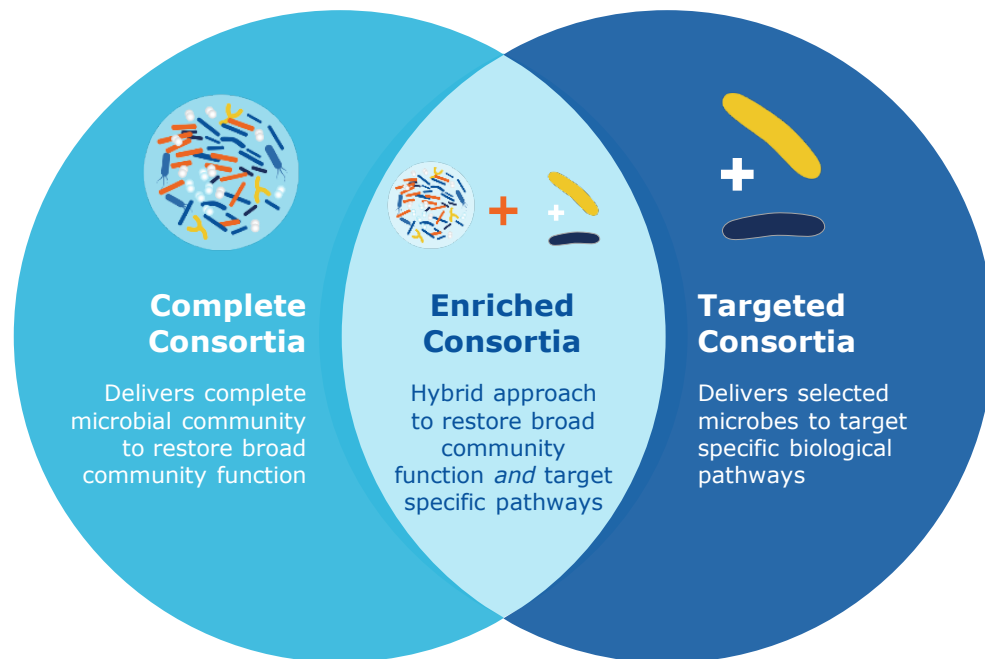 Complete
Consortia
Delivers complete
microbial community
to restore broad
community function
Enriched
Consortia
Hybrid approach
to restore broad
community
function and target
specific pathways
Targeted
Consortia
Delivers selected
microbes to target
specific biological
pathways